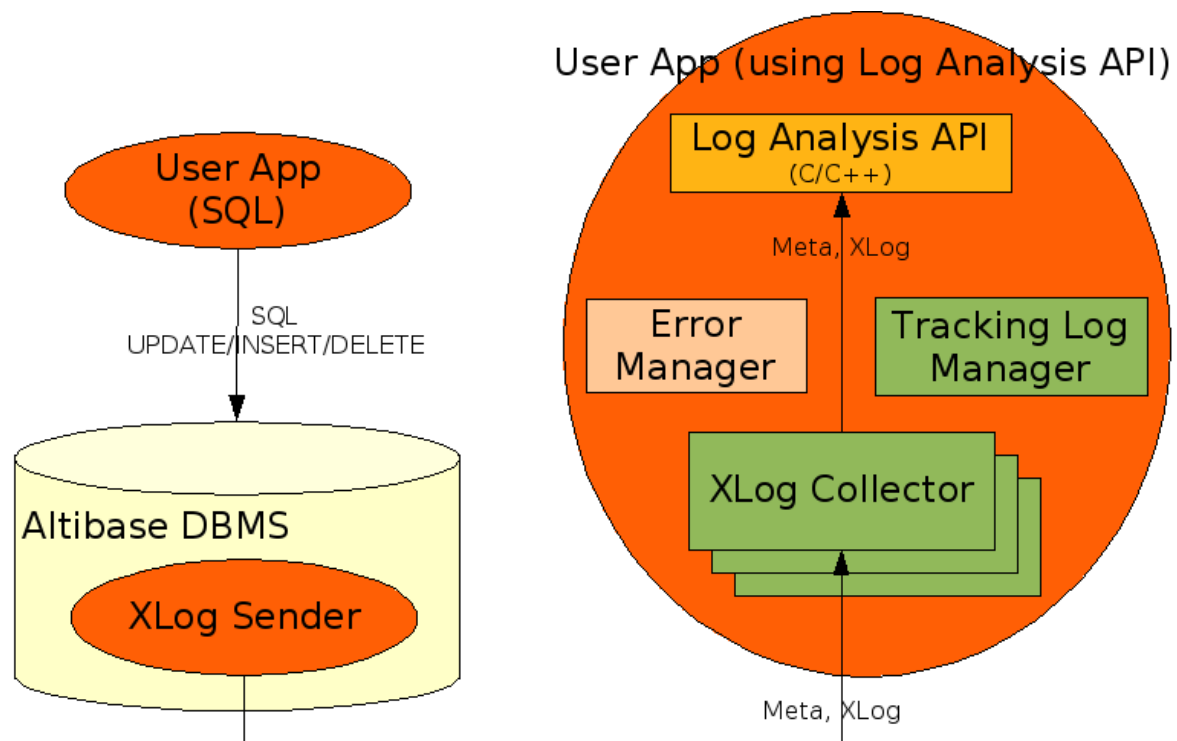 User App
(SQL)
SQL
UPDATE/INSERT/DELETE
Altibase DBMS
XLog Sender
User App (using Log Analysis API)
Log Analysis API
(C/C++)
Meta, XLog
Error
Manager
Tracking Log
Manager
XLog Collector
Meta, XLog